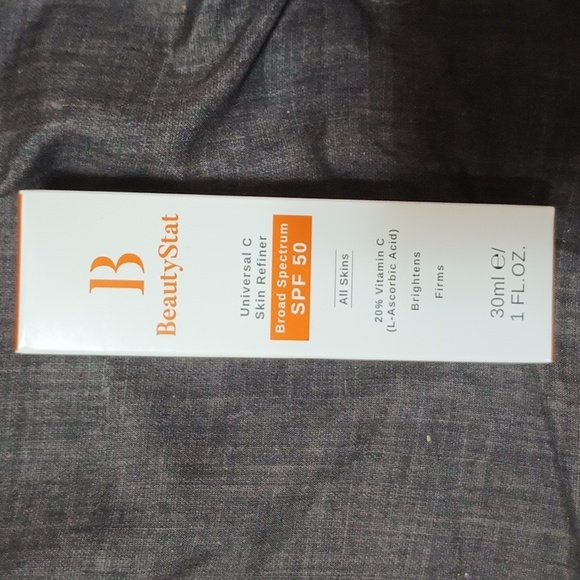 B
BeautyStat
Universal C
Skin Refiner
Broad Spectrum
SPF 50
All Skins
20% Vitamin C
(L-Ascorbic Acid)
Brightens
Firms
30ml ℮/
1 FL.OZ.